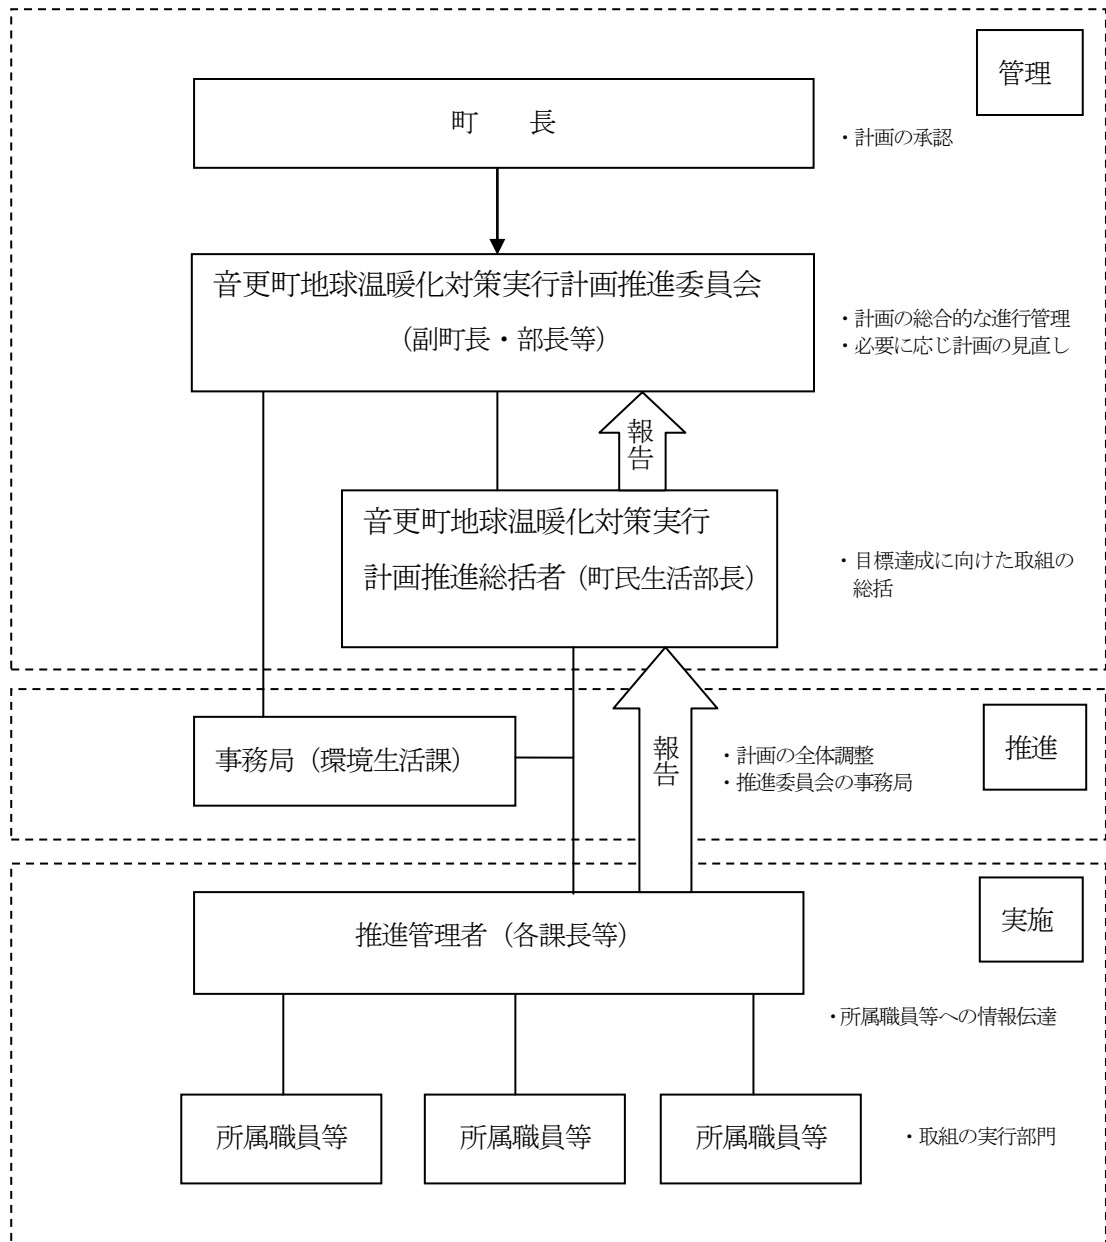 管理
町　長
・計画の承認
音更町地球温暖化対策実行計画推進委員会
（副町長・部長等）
・計画の総合的な進行管理
・必要に応じ計画の見直し
報告
音更町地球温暖化対策実行
計画推進総括者（町民生活部長）
・目標達成に向けた取組の
総括
推進
事務局（環境生活課）
報告
・計画の全体調整
・推進委員会の事務局
実施
推進管理者（各課長等）
・所属職員等への情報伝達
所属職員等
所属職員等
所属職員等
・取組の実行部門